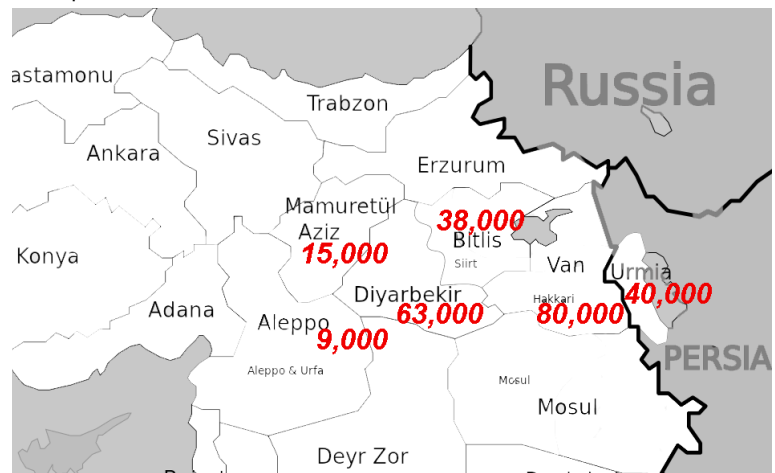 Russia
astamonu
Trabzon
Sivas
Ankara
Erzurum
Mamuretül
Aziz
15,000
38,000
Bitlis
Siirt
Konya
Van
Urmia
40,000
Hakkari
80,000
Diyarbekir
63,000
Adana
Aleppo
9,000
Aleppo & Urfa
PERSIA
Mosul
Mosul
Deyr Zor